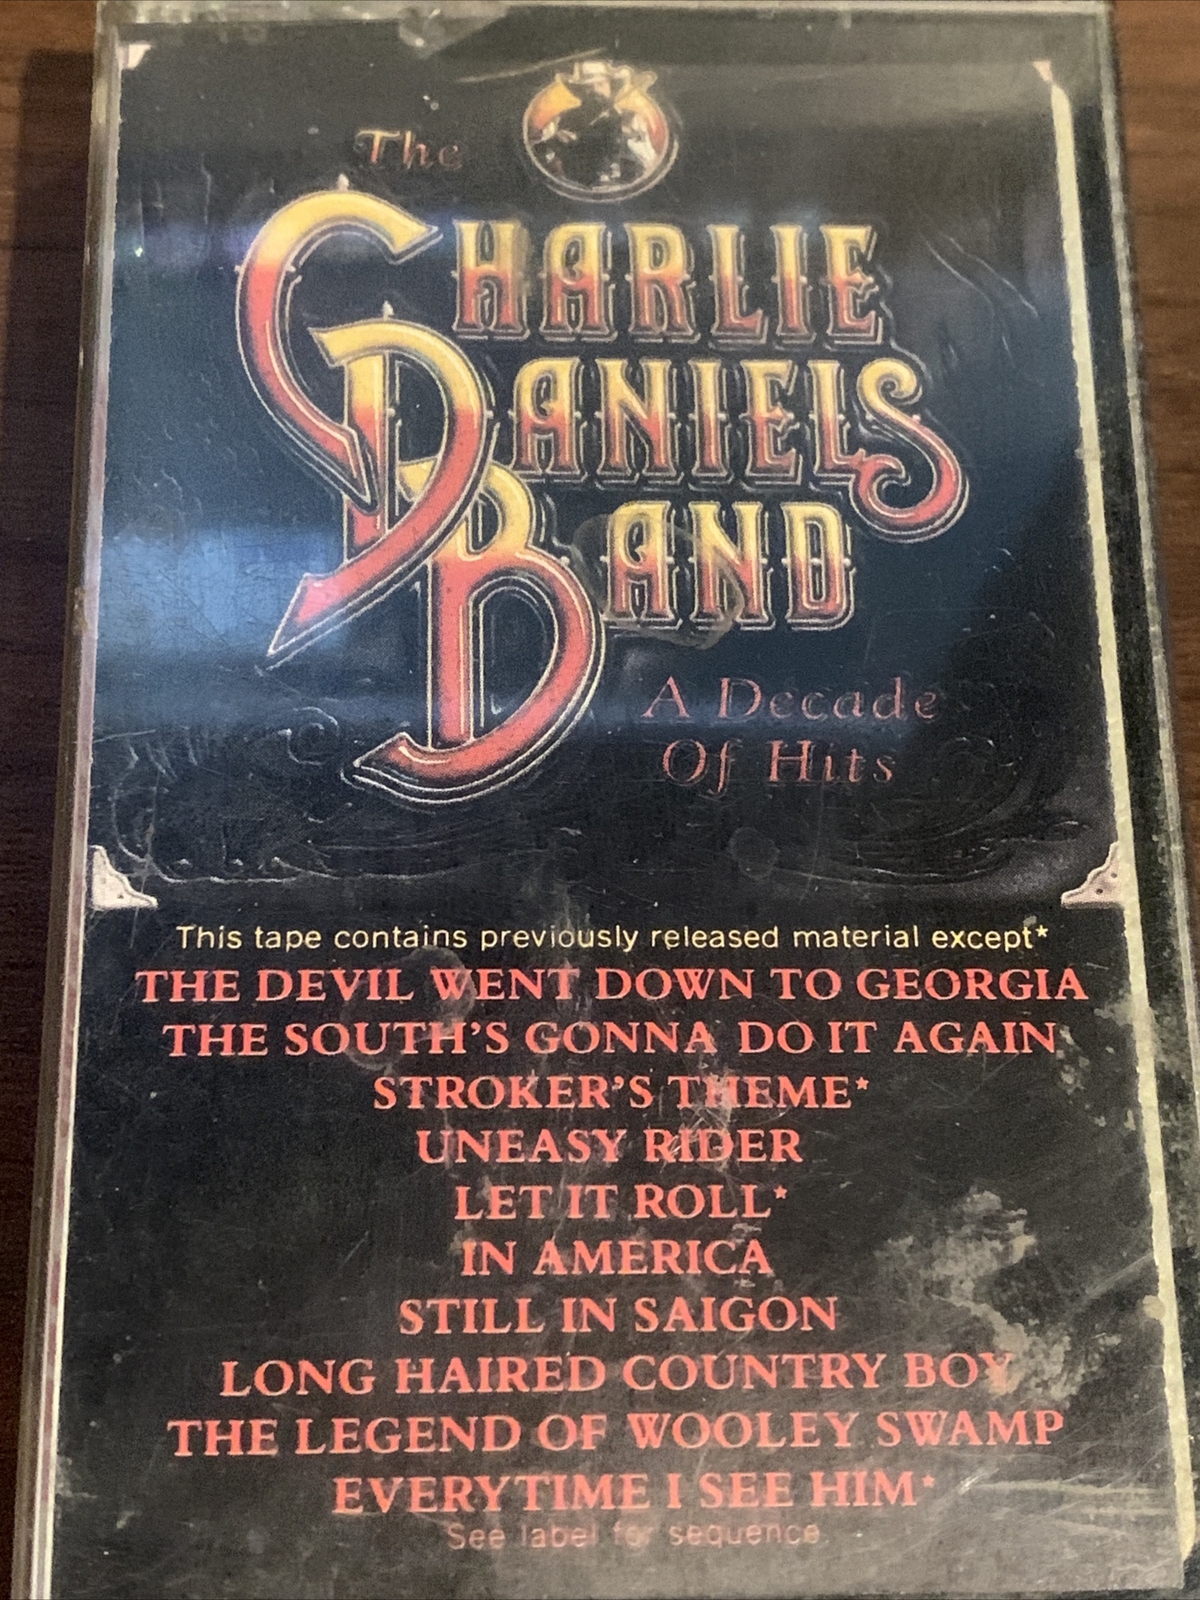 The
CHARLIE
DANIELS
BAND
A Decade
Of Hits
This tape contains previously released material except*
THE DEVIL WENT DOWN TO GEORGIA
THE SOUTH'S GONNA DO IT AGAIN
STROKER'S THEME*
UNEASY RIDER
LET IT ROLL*
IN AMERICA
STILL IN SAIGON
LONG HAIRED COUNTRY BOY
THE LEGEND OF WOOLEY SWAMP
EVERYTIME I SEE HIM*
See label for sequence.